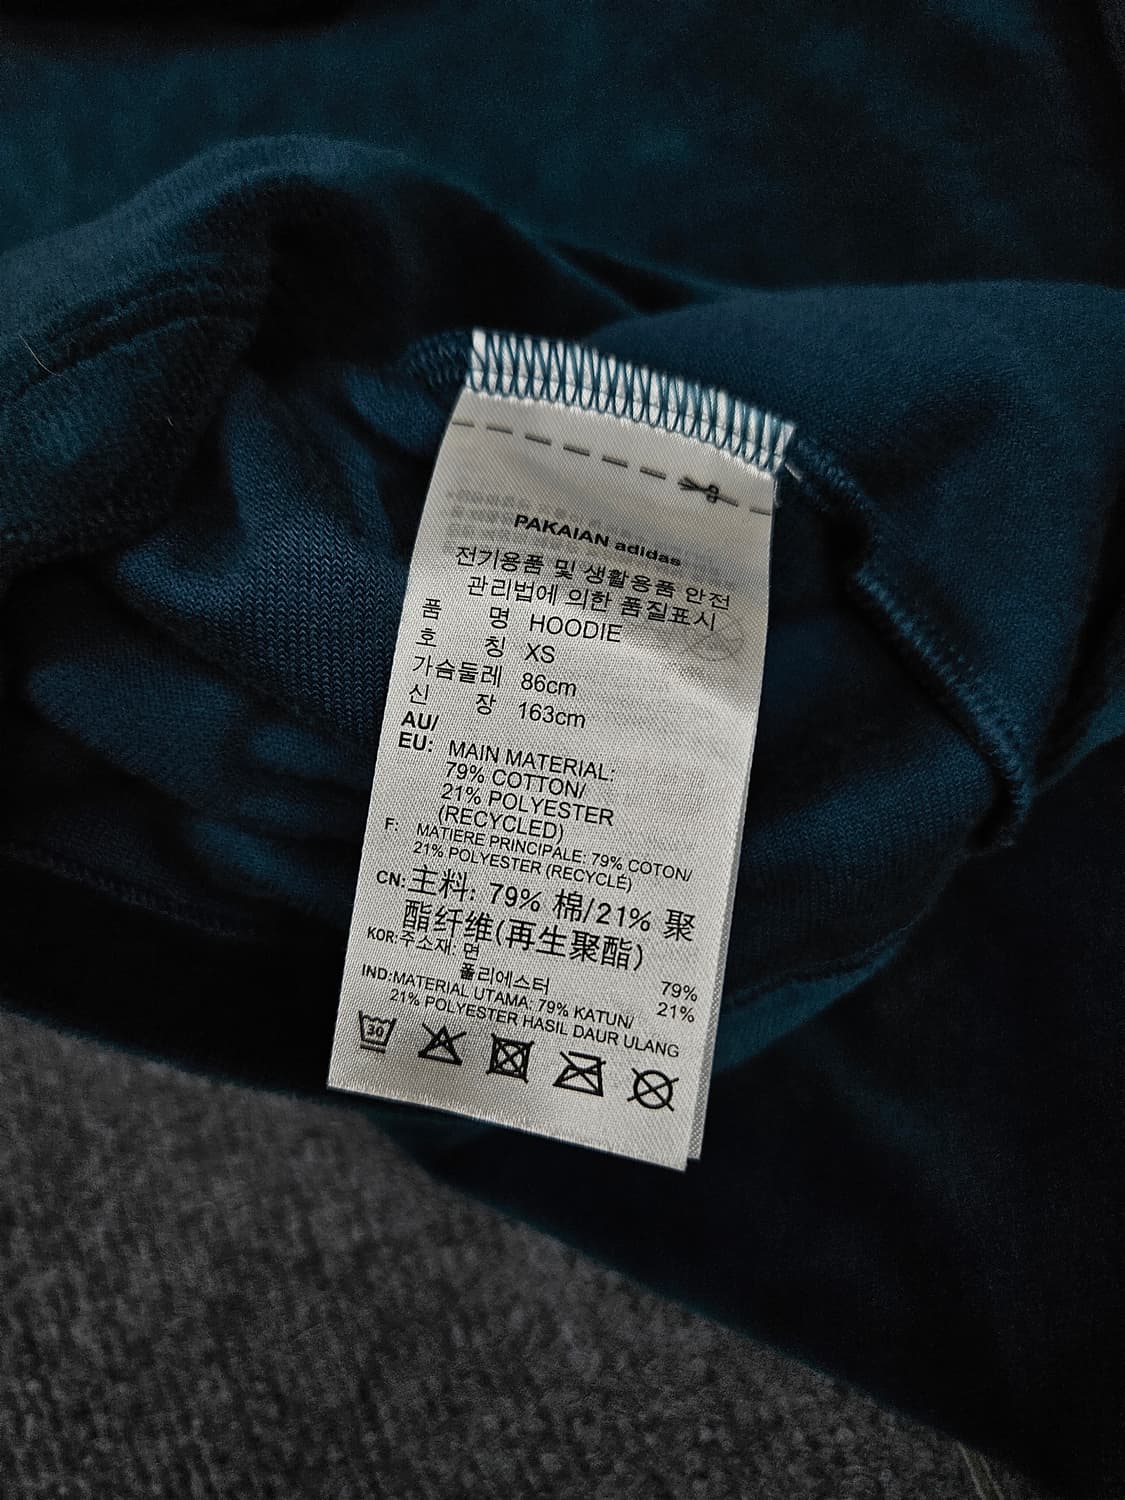 PAKAIAN adidas
전기용품 및 생활용품 안전
관리법에 의한 품질표시
품 명 HOODIE
호 칭 XS
가슴둘레 86cm
신 장 163cm
AU/
EU: MAIN MATERIAL:
79% COTTON/
21% POLYESTER
(RECYCLED)
F: MATIERE PRINCIPALE: 79% COTON/
21% POLYESTER (RECYCLÉ)
CN: 主料: 79% 棉/21% 聚
酯纤维(再生聚酯)
KOR: 주소재: 면 79%
폴리에스터 21%
IND: MATERIAL UTAMA: 79% KATUN/
21% POLYESTER HASIL DAUR ULANG
30